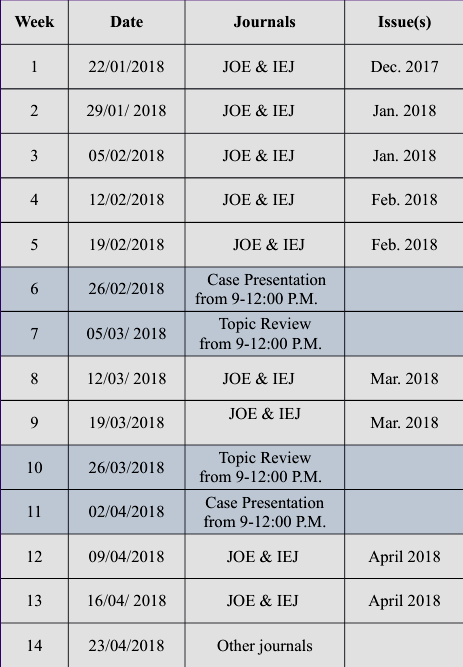 Week Date Journals Issue(s)
1 22/01/2018 JOE & IEJ Dec. 2017
2 29/01/ 2018 JOE & IEJ Jan. 2018
3 05/02/2018 JOE & IEJ Jan. 2018
4 12/02/2018 JOE & IEJ Feb. 2018
5 19/02/2018 JOE & IEJ Feb. 2018
6 26/02/2018 Case Presentation
from 9-12:00 P.M.
7 05/03/ 2018 Topic Review
from 9-12:00 P.M.
8 12/03/ 2018 JOE & IEJ Mar. 2018
9 19/03/2018 JOE & IEJ Mar. 2018
10 26/03/2018 Topic Review
from 9-12:00 P.M.
11 02/04/2018 Case Presentation
from 9-12:00 P.M.
12 09/04/2018 JOE & IEJ April 2018
13 16/04/ 2018 JOE & IEJ April 2018
14 23/04/2018 Other journals